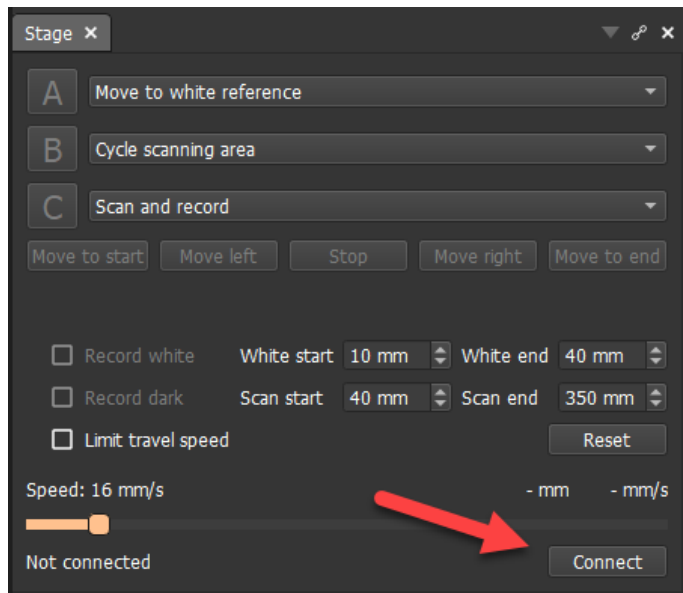 Stage
A Move to white reference
B Cycle scanning area
C Scan and record
Move to start Move left Stop Move right Move to end
Record white White start 10 mm White end 40 mm
Record dark Scan start 40 mm Scan end 350 mm
Limit travel speed Reset
Speed: 16 mm/s - mm - mm/s
Not connected Connect